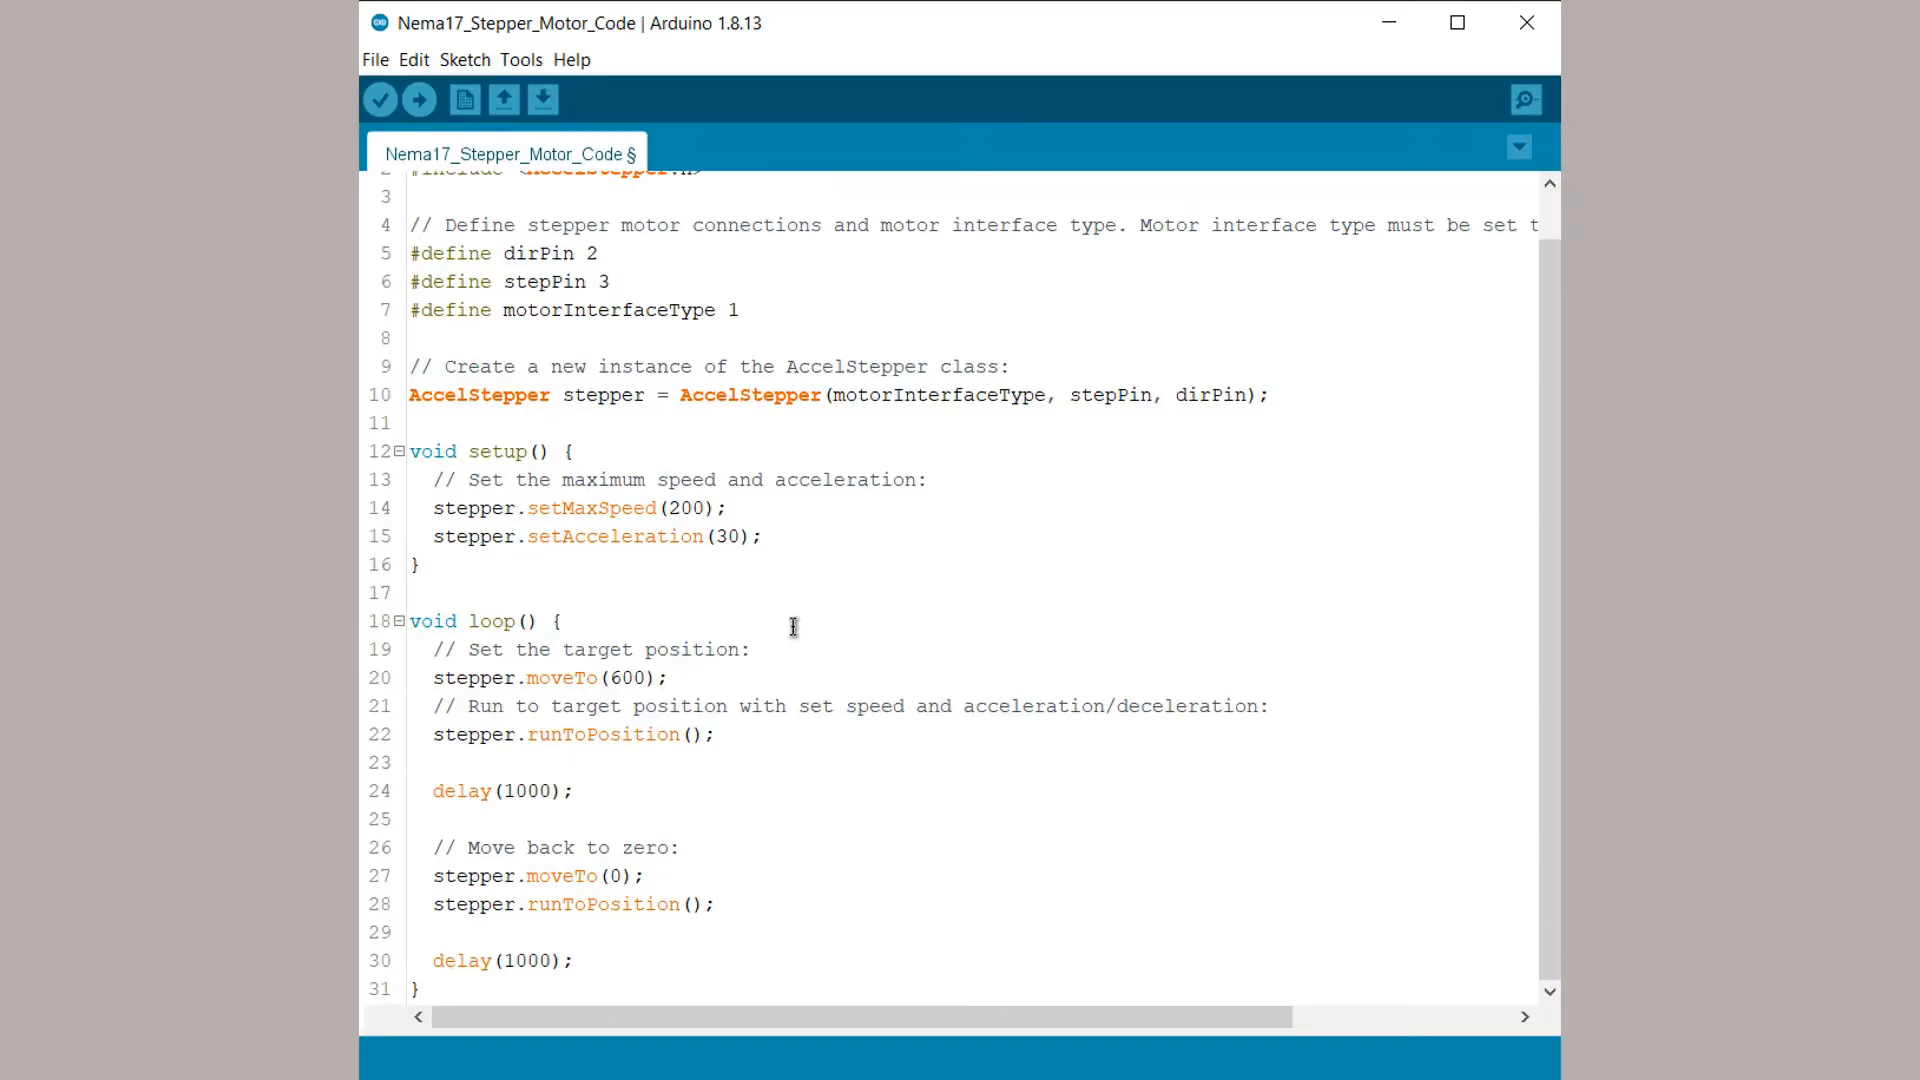 Nema17_Stepper_Motor_Code | Arduino 1.8.13
File Edit Sketch Tools Help
Nema17_Stepper_Motor_Code §
2 #include <AccelStepper.h>
3
4 // Define stepper motor connections and motor interface type. Motor interface type must be set t
5 #define dirPin 2
6 #define stepPin 3
7 #define motorInterfaceType 1
8
9 // Create a new instance of the AccelStepper class:
10 AccelStepper stepper = AccelStepper(motorInterfaceType, stepPin, dirPin);
11
12 void setup() {
13 // Set the maximum speed and acceleration:
14 stepper.setMaxSpeed(200);
15 stepper.setAcceleration(30);
16 }
17
18 void loop() {
19 // Set the target position:
20 stepper.moveTo(600);
21 // Run to target position with set speed and acceleration/deceleration:
22 stepper.runToPosition();
23
24 delay(1000);
25
26 // Move back to zero:
27 stepper.moveTo(0);
28 stepper.runToPosition();
29
30 delay(1000);
31 }